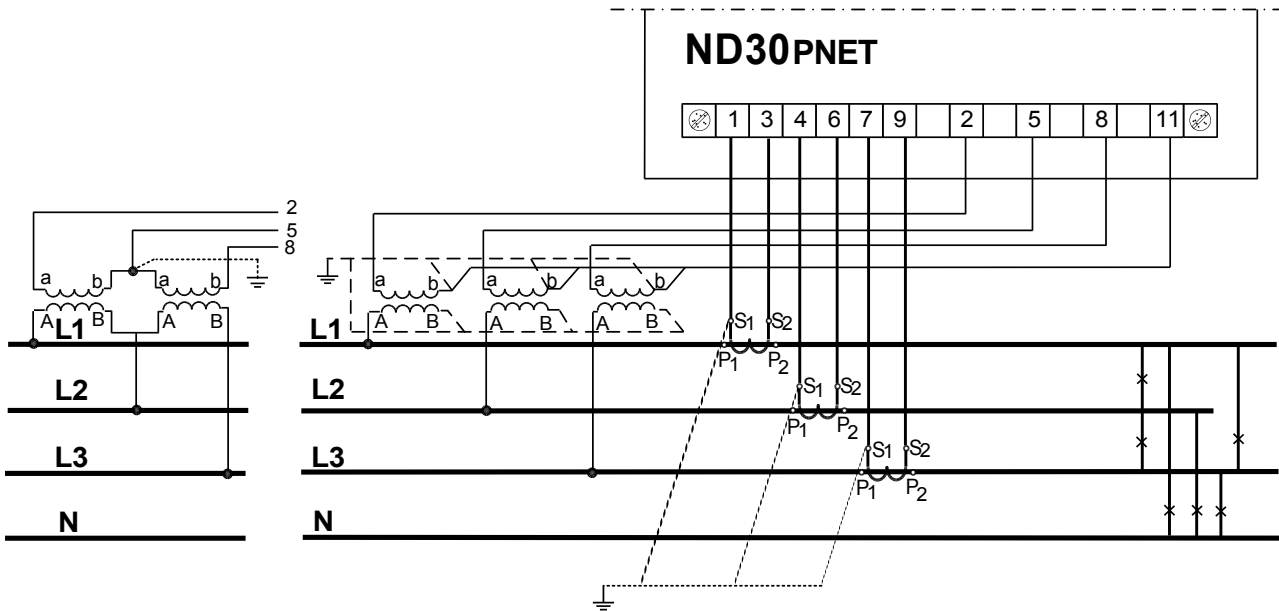 ND30PNET
1 3 4 6 7 9 2 5 8 11
2
5
8
a b a b
a b a b a b
A B A B
A B A B A B
L1
L1
S1 S2
P1 P2
L2
L2
S1 S2
P1 P2
L3
L3
S1 S2
P1 P2
N
N